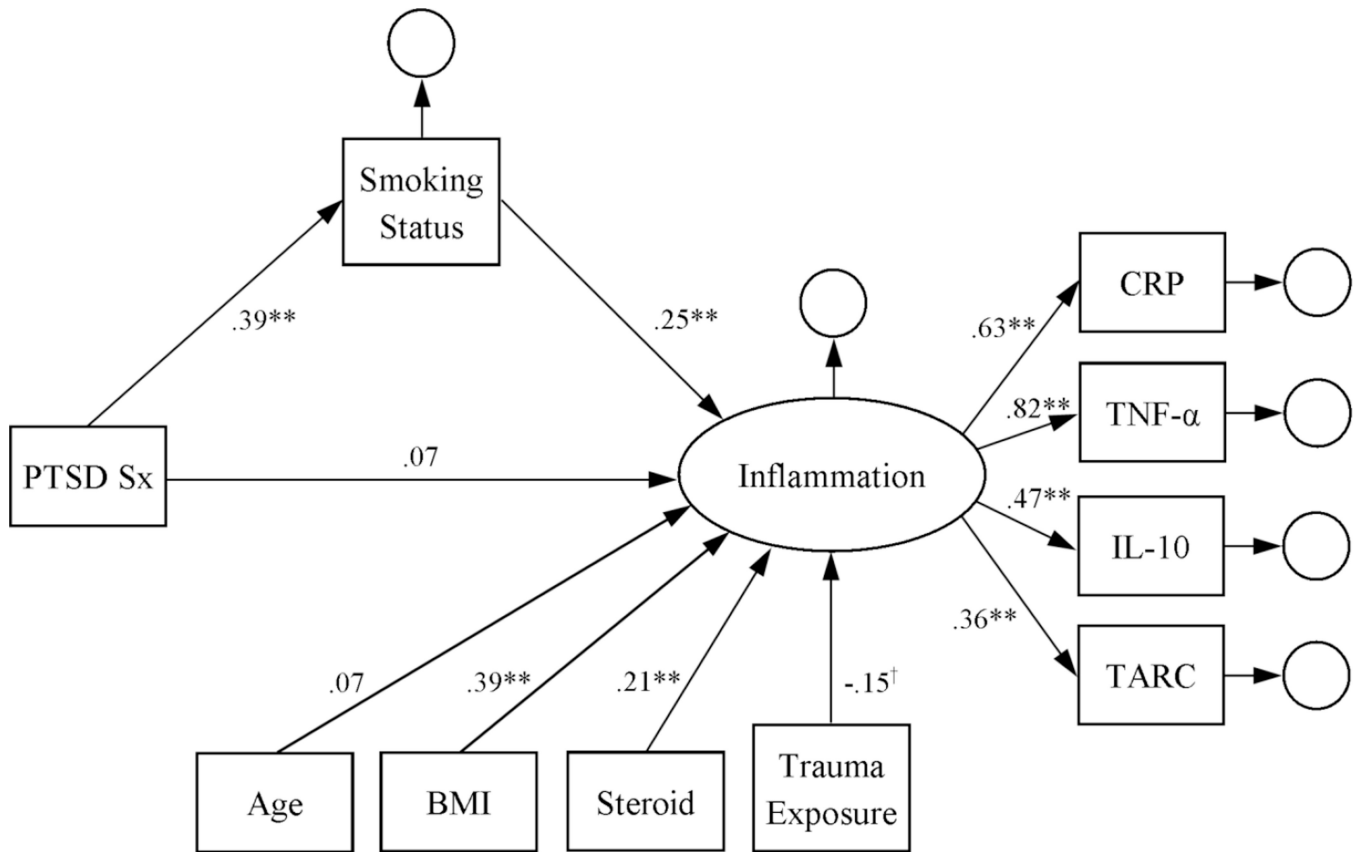 Smoking
Status
.39**
.25**
PTSD Sx
.07
Inflammation
.63**
.82**
.47**
.36**
CRP
TNF-α
IL-10
TARC
.07
.39**
.21**
-.15†
Age
BMI
Steroid
Trauma
Exposure